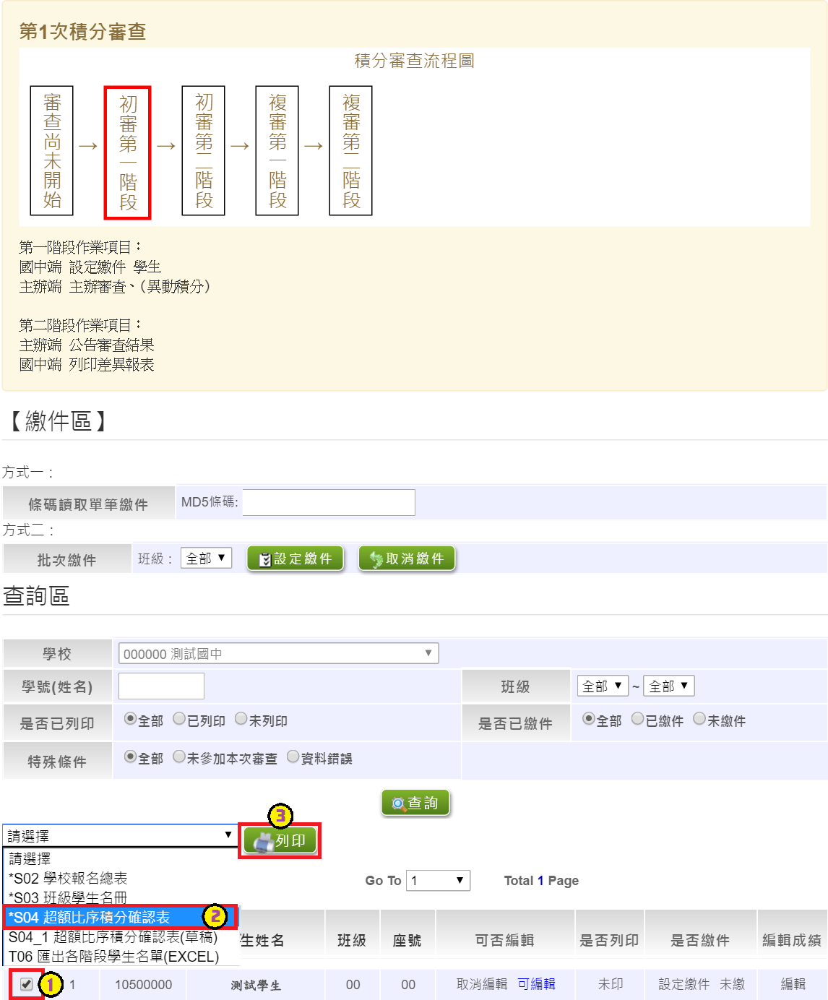 第1次積分審查
積分審查流程圖
審查尚未開始 → 初審第一階段 → 初審第二階段 → 複審第一階段 → 複審第二階段
第一階段作業項目：
國中端 設定繳件 學生
主辦端 主辦審查、(異動積分)
第二階段作業項目：
主辦端 公告審查結果
國中端 列印差異報表
【繳件區】
方式一：
條碼讀取單筆繳件 MD5條碼:
方式二：
批次繳件 班級： 全部 ▼ 設定繳件 取消繳件
查詢區
學校 000000 測試國中 ▼
學號(姓名) 班級 全部 ▼ ~ 全部 ▼
是否已列印 全部 已列印 未列印 是否已繳件 全部 已繳件 未繳件
特殊條件 全部 未參加本次審查 資料錯誤
查詢
3
請選擇 ▼ 列印
請選擇
*S02 學校報名總表
Go To 1 ▼ Total 1 Page
*S03 班級學生名冊
*S04 超額比序積分確認表 2
S04_1 超額比序積分確認表(草稿)
T06 匯出各階段學生名單(EXCEL)
生姓名 班級 座號 可否編輯 是否列印 是否繳件 編輯成績
1 1 10500000 測試學生 00 00 取消編輯 可編輯 未印 設定繳件 未繳 編輯